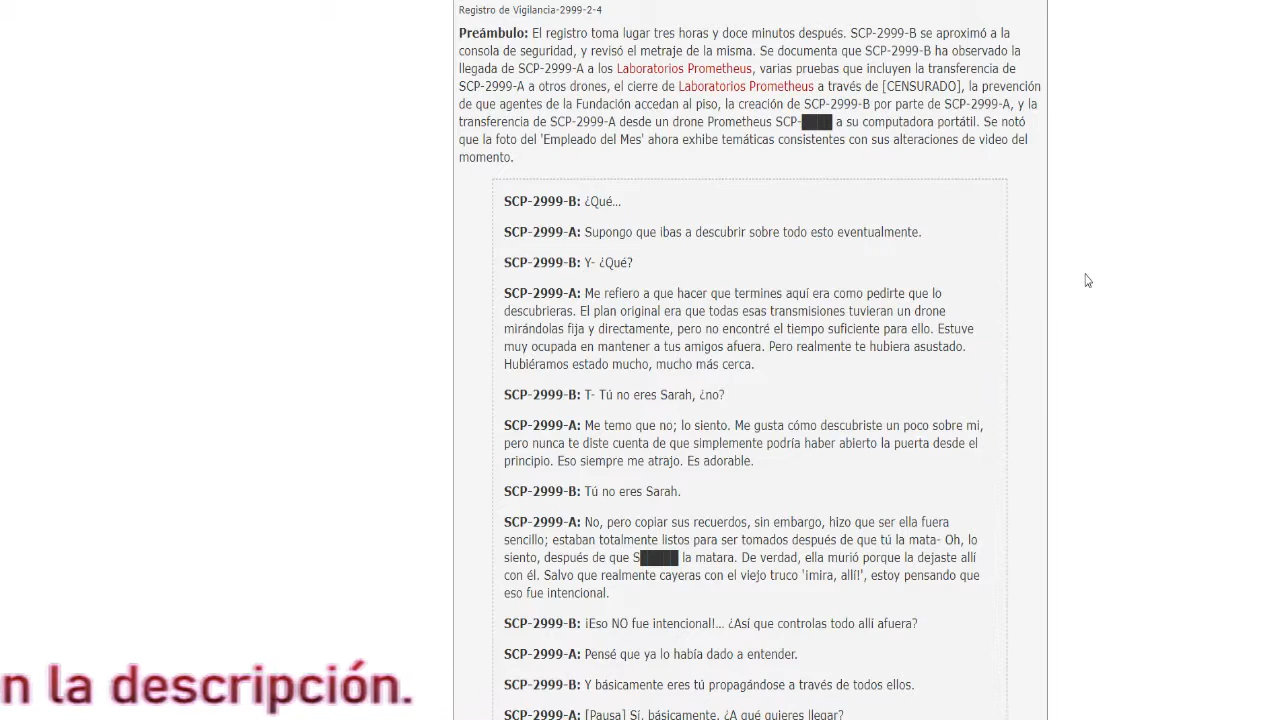 Registro de Vigilancia-2999-2-4
Preámbulo: El registro toma lugar tres horas y doce minutos después. SCP-2999-B se aproximó a la
consola de seguridad, y revisó el metraje de la misma. Se documenta que SCP-2999-B ha observado la
llegada de SCP-2999-A a los Laboratorios Prometheus, varias pruebas que incluyen la transferencia de
SCP-2999-A a otros drones, el cierre de Laboratorios Prometheus a través de [CENSURADO], la prevención
de que agentes de la Fundación accedan al piso, la creación de SCP-2999-B por parte de SCP-2999-A, y la
transferencia de SCP-2999-A desde un drone Prometheus SCP-████ a su computadora portátil. Se notó
que la foto del 'Empleado del Mes' ahora exhibe temáticas consistentes con sus alteraciones de video del
momento.
SCP-2999-B: ¿Qué...
SCP-2999-A: Supongo que ibas a descubrir sobre todo esto eventualmente.
SCP-2999-B: Y- ¿Qué?
SCP-2999-A: Me refiero a que hacer que termines aquí era como pedirte que lo
descubrieras. El plan original era que todas esas transmisiones tuvieran un drone
mirándolas fija y directamente, pero no encontré el tiempo suficiente para ello. Estuve
muy ocupada en mantener a tus amigos afuera. Pero realmente te hubiera asustado.
Hubiéramos estado mucho, mucho más cerca.
SCP-2999-B: T- Tú no eres Sarah, ¿no?
SCP-2999-A: Me temo que no; lo siento. Me gusta cómo descubriste un poco sobre mi,
pero nunca te diste cuenta de que simplemente podría haber abierto la puerta desde el
principio. Eso siempre me atrajo. Es adorable.
SCP-2999-B: Tú no eres Sarah.
SCP-2999-A: No, pero copiar sus recuerdos, sin embargo, hizo que ser ella fuera
sencillo; estaban totalmente listos para ser tomados después de que tú la mata- Oh, lo
siento, después de que S█████ la matara. De verdad, ella murió porque la dejaste allí
con él. Salvo que realmente cayeras con el viejo truco '¡mira, allí!', estoy pensando que
eso fue intencional.
SCP-2999-B: ¡Eso NO fue intencional!... ¿Así que controlas todo allí afuera?
SCP-2999-A: Pensé que ya lo había dado a entender.
SCP-2999-B: Y básicamente eres tú propagándose a través de todos ellos.
SCP-2999-A: [Pausa] Sí, básicamente. ¿A qué quieres llegar?
n la descripción.